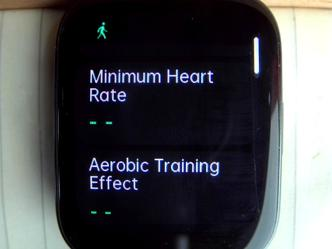 Minimum Heart
Rate
--
Aerobic Training
Effect
--